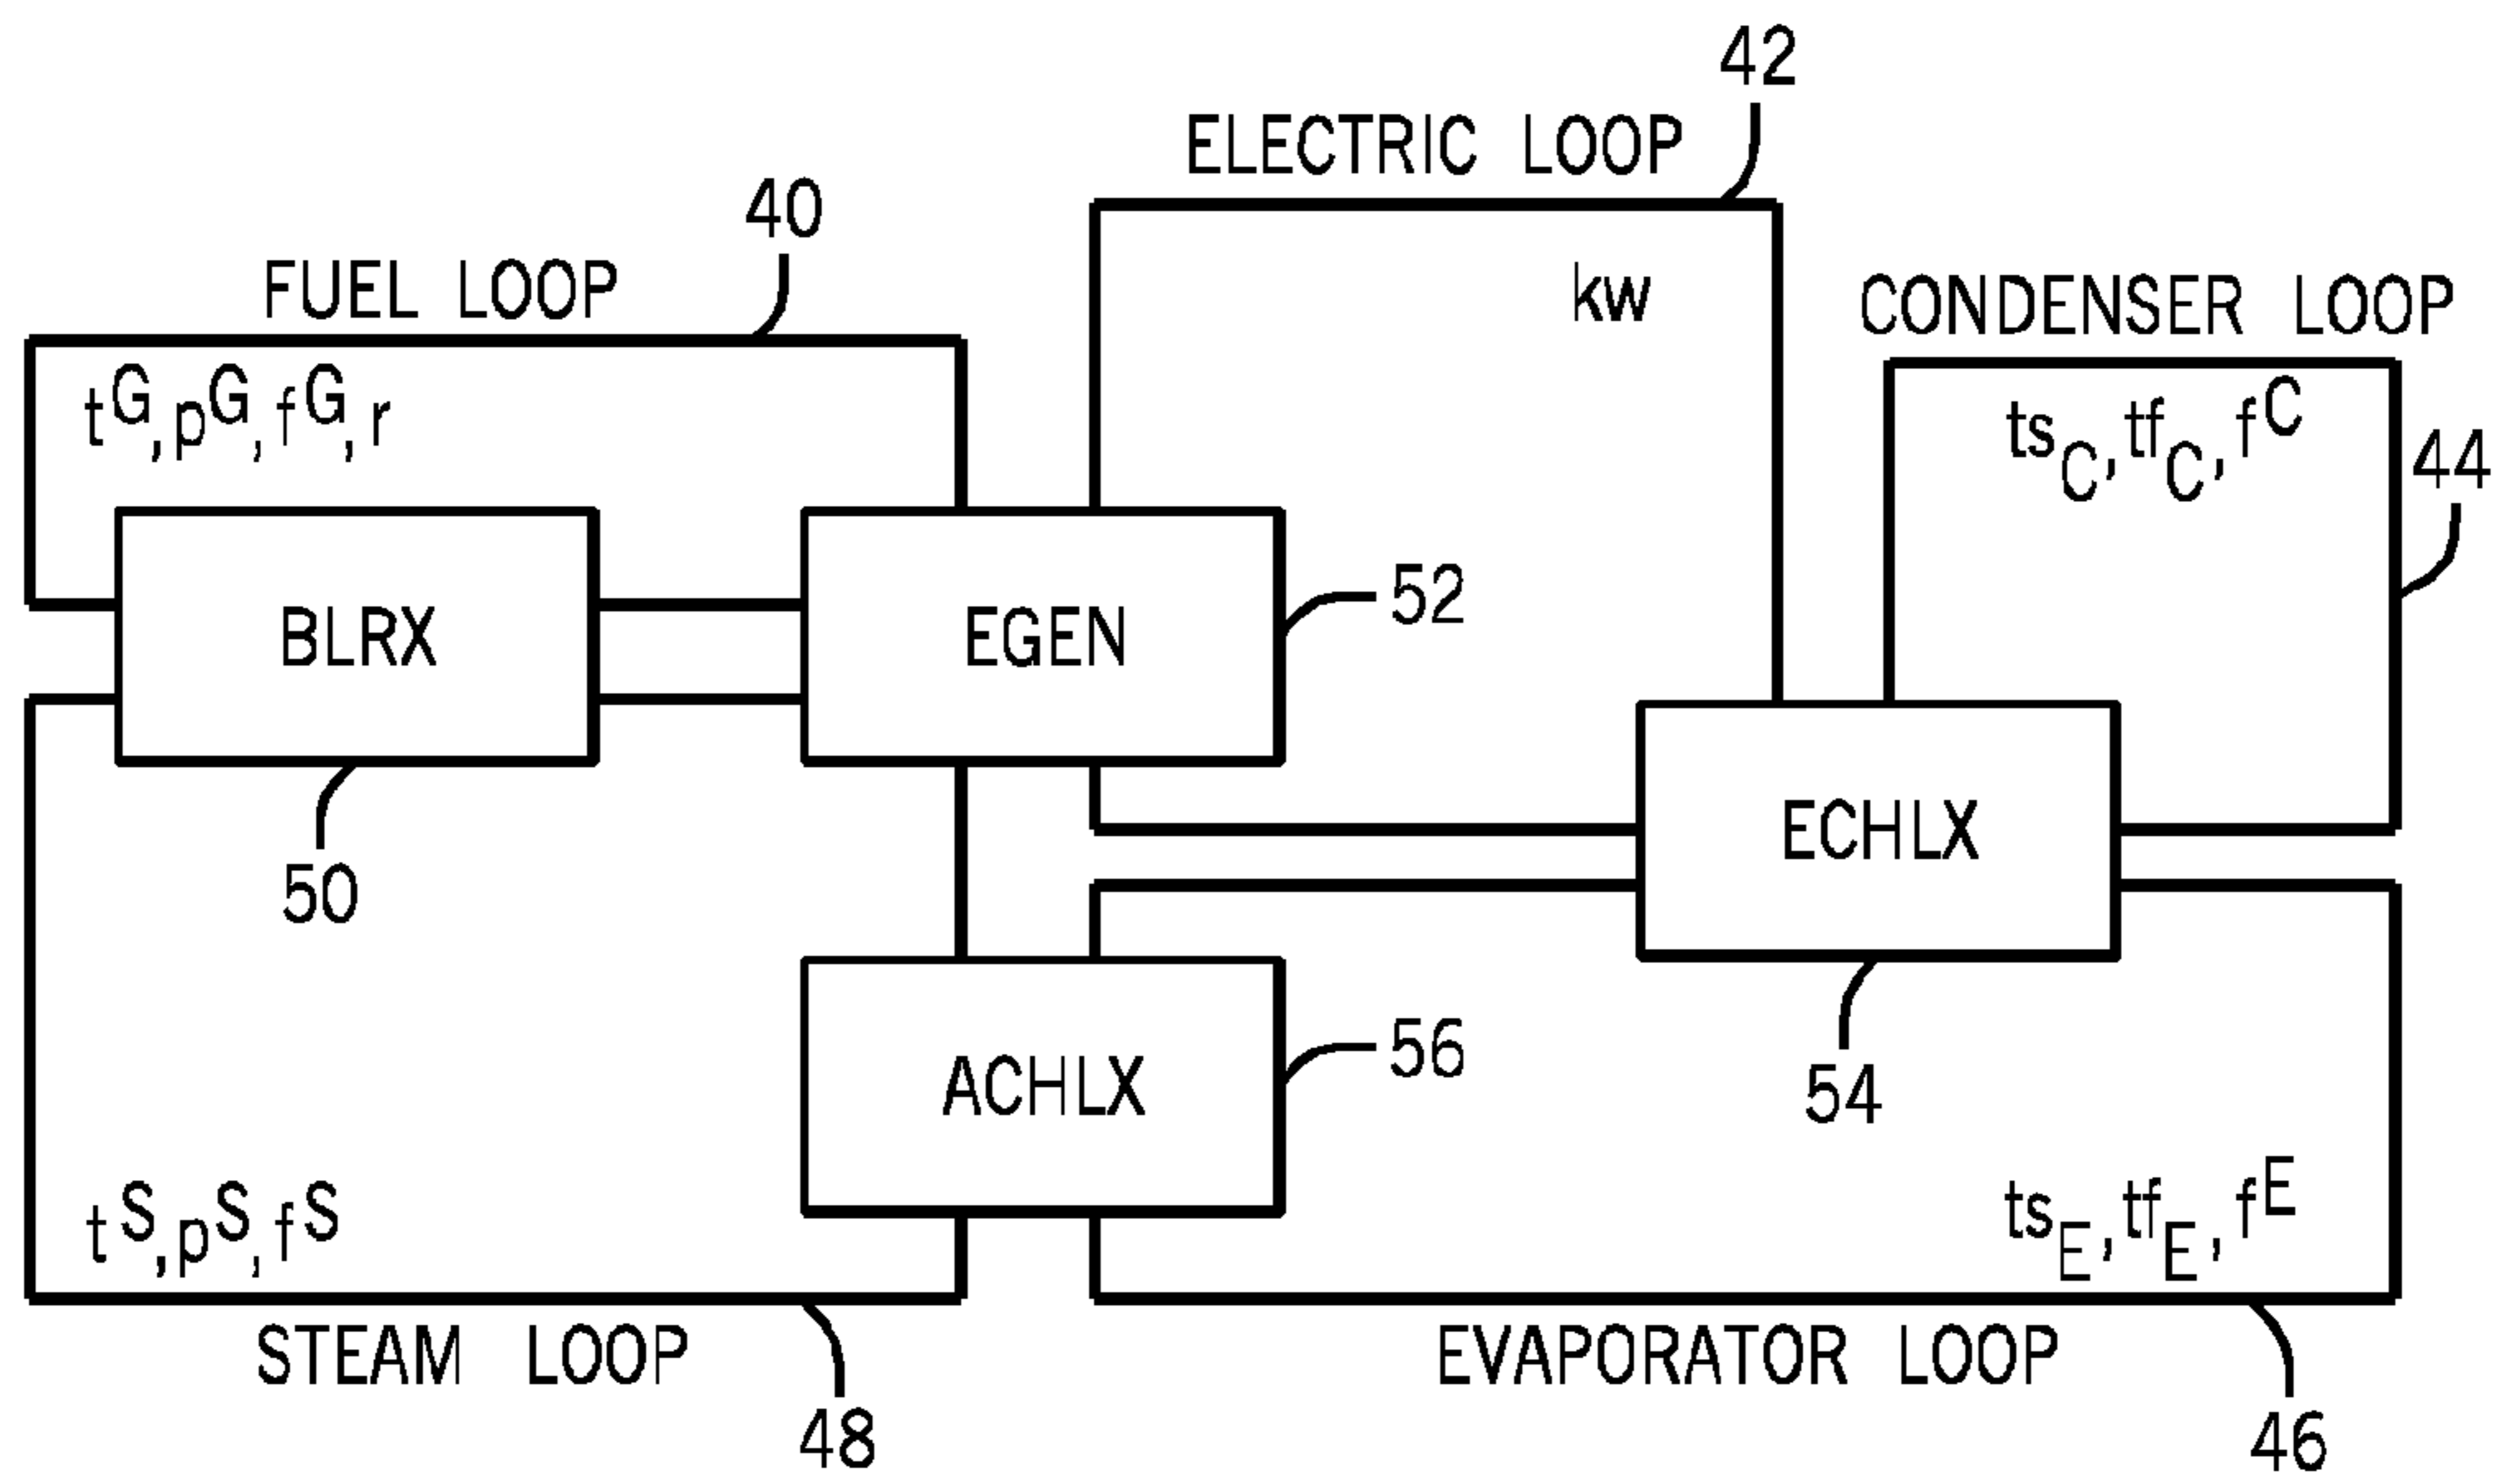 42
ELECTRIC LOOP
40
FUEL LOOP
kw
CONDENSER LOOP
tG,pG,fG,r
tsC,tfC,fC
44
52
BLRX
EGEN
ECHLX
50
56
ACHLX
54
tS,pS,fS
tsE,tfE,fE
STEAM LOOP
EVAPORATOR LOOP
48
46